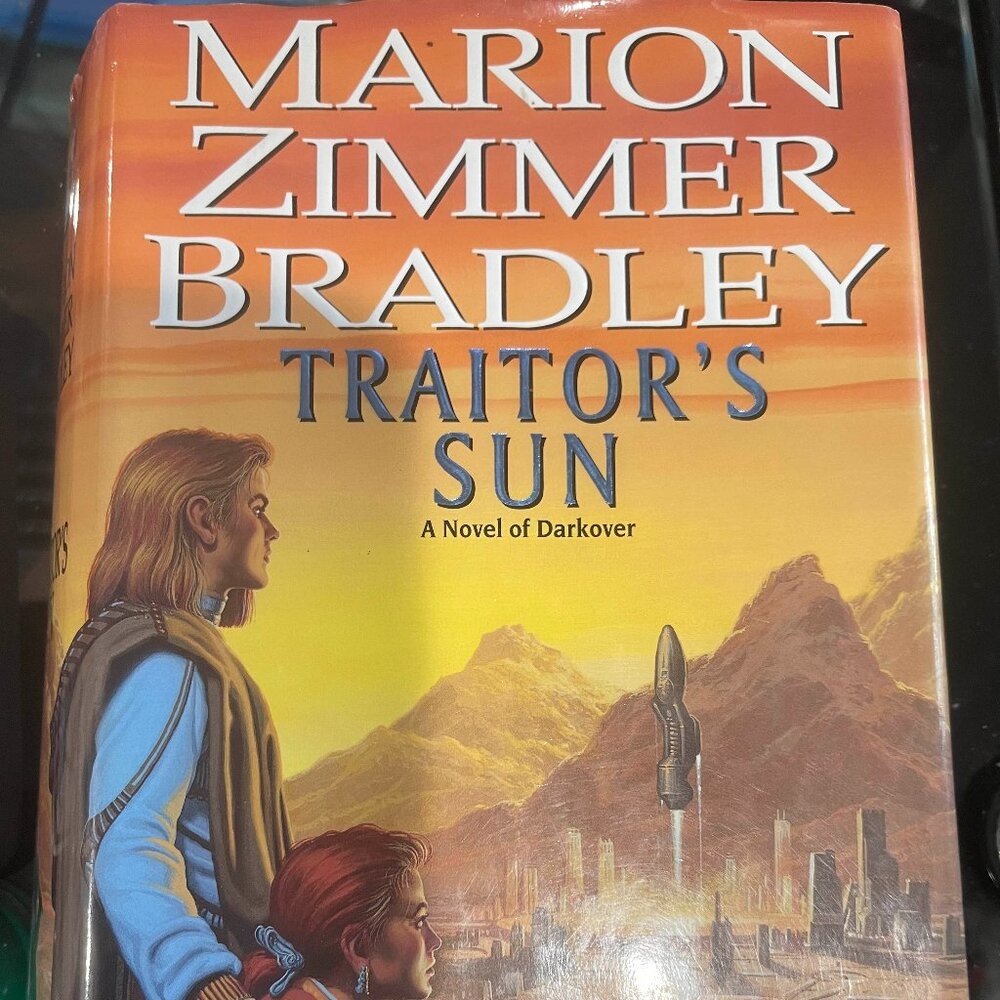 MARION
ZIMMER
BRADLEY
TRAITOR'S
SUN
A Novel of Darkover